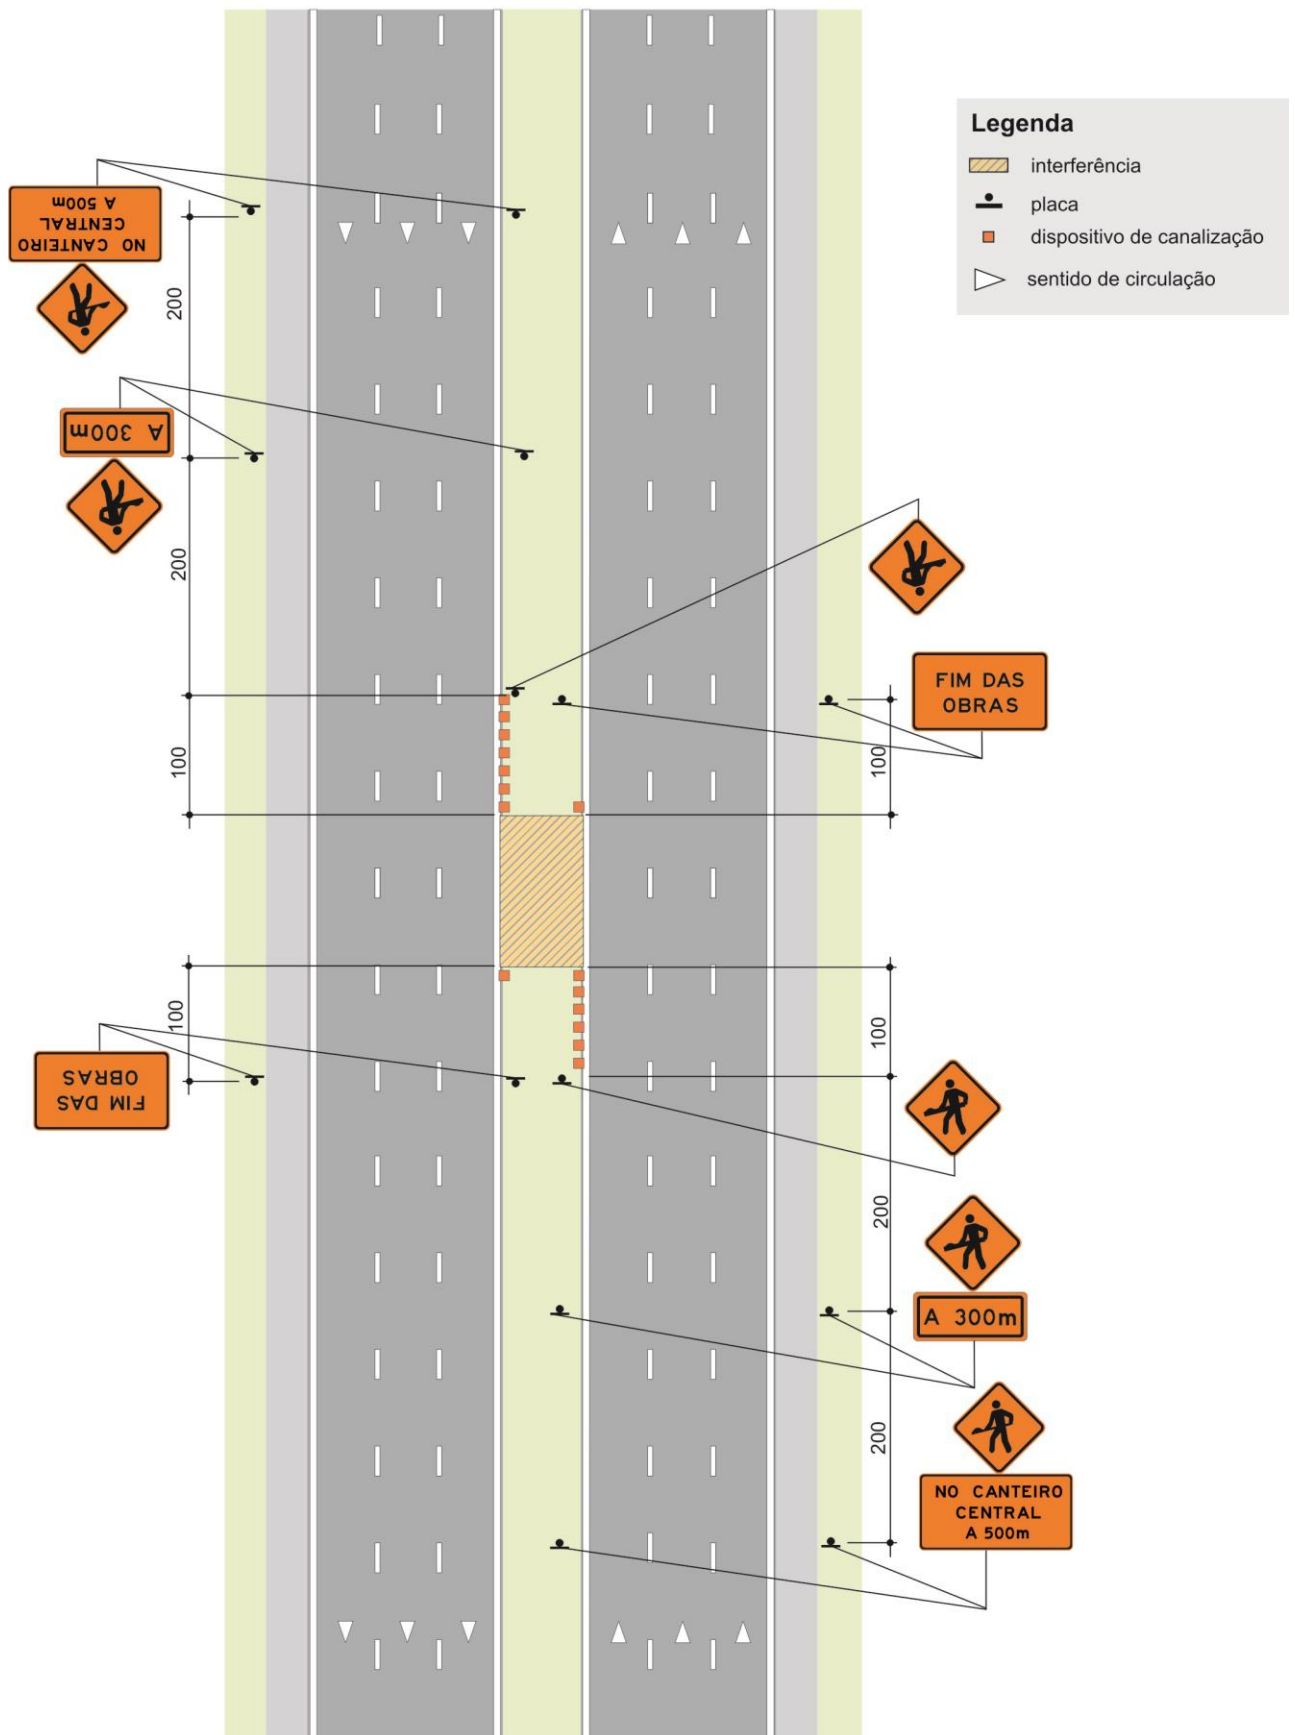 Legenda
interferência
placa
dispositivo de canalização
sentido de circulação
NO CANTEIRO
CENTRAL
A 500m
200
A 300m
200
100
FIM DAS
OBRAS
100
100
FIM DAS
OBRAS
100
200
A 300m
200
NO CANTEIRO
CENTRAL
A 500m